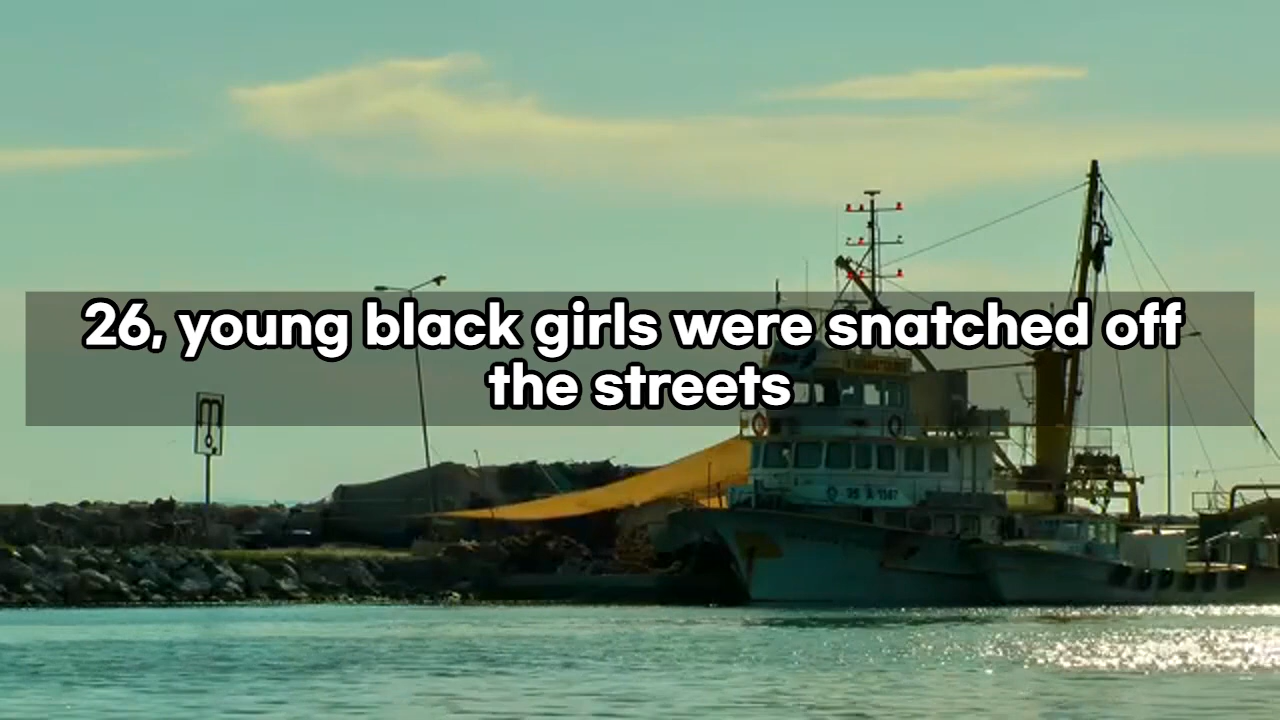 26, young black girls were snatched off
the streets